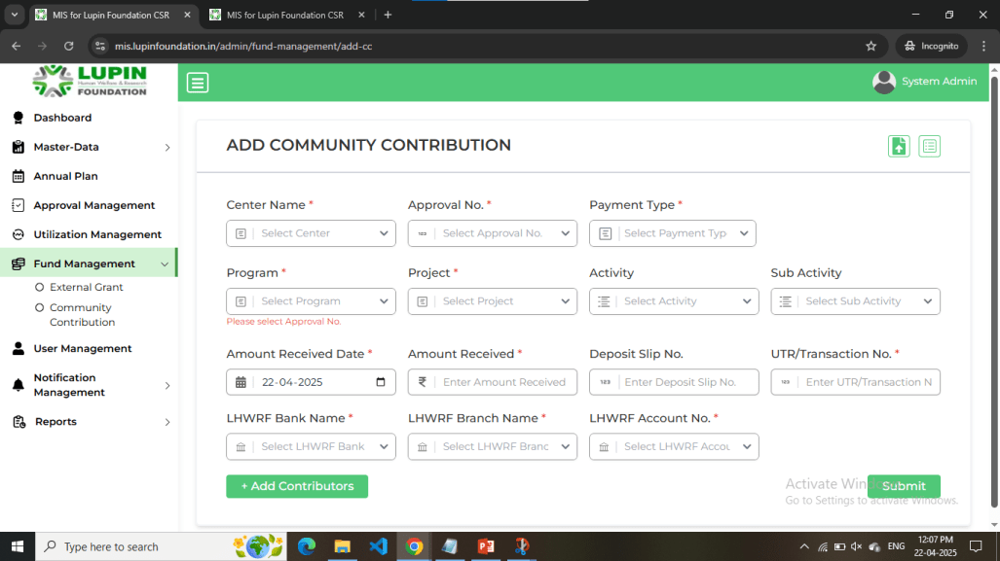 MIS for Lupin Foundation CSR
MIS for Lupin Foundation CSR
mis.lupinfoundation.in/admin/fund-management/add-cc
Incognito
LUPIN
Human Welfare & Research
FOUNDATION
System Admin
Dashboard
Master-Data
Annual Plan
Approval Management
Utilization Management
Fund Management
External Grant
Community
Contribution
User Management
Notification
Management
Reports
ADD COMMUNITY CONTRIBUTION
Center Name * Approval No. * Payment Type *
Select Center Select Approval No. Select Payment Typ
Program * Project * Activity Sub Activity
Select Program Select Project Select Activity Select Sub Activity
Please select Approval No.
Amount Received Date * Amount Received * Deposit Slip No. UTR/Transaction No. *
22-04-2025 ₹ Enter Amount Received 123 Enter Deposit Slip No. 123 Enter UTR/Transaction N
LHWRF Bank Name * LHWRF Branch Name * LHWRF Account No. *
Select LHWRF Bank Select LHWRF Branc Select LHWRF Accou
+ Add Contributors Submit
Activate Windows
Go to Settings to activate Windows.
Type here to search
ENG
12:07 PM
22-04-2025